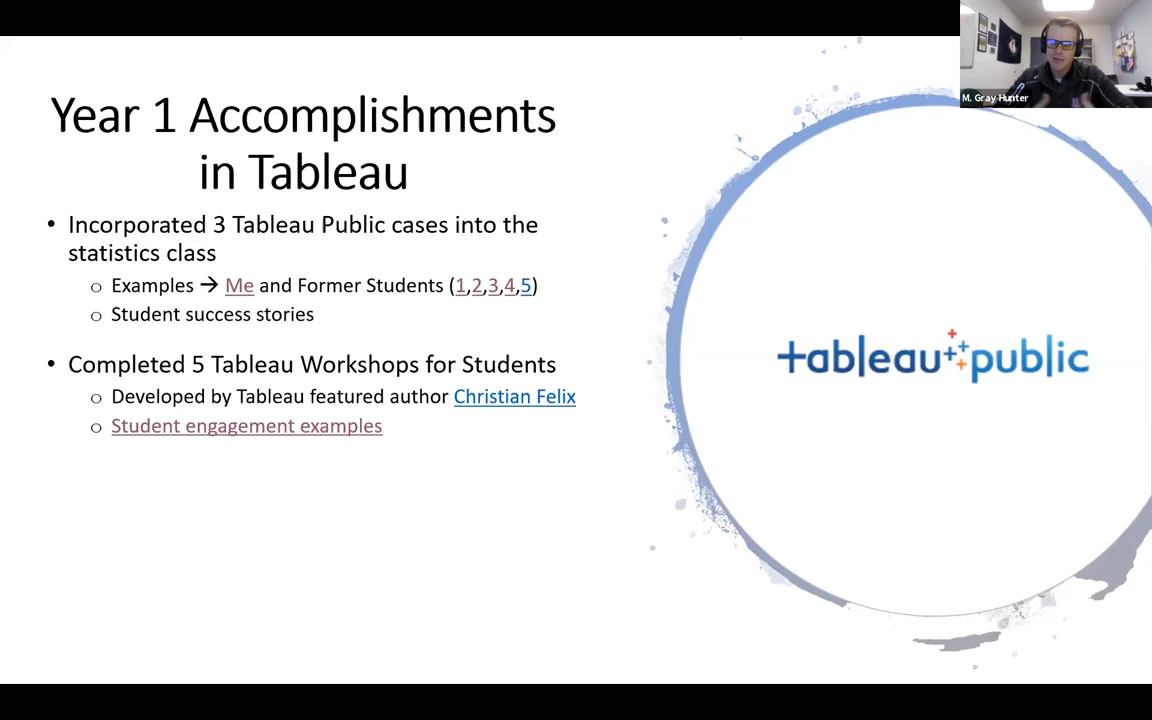 M. Gray Hunter
Year 1 Accomplishments
in Tableau
• Incorporated 3 Tableau Public cases into the
statistics class
o Examples → Me and Former Students (1,2,3,4,5)
o Student success stories
• Completed 5 Tableau Workshops for Students
o Developed by Tableau featured author Christian Felix
o Student engagement examples
+ableau public